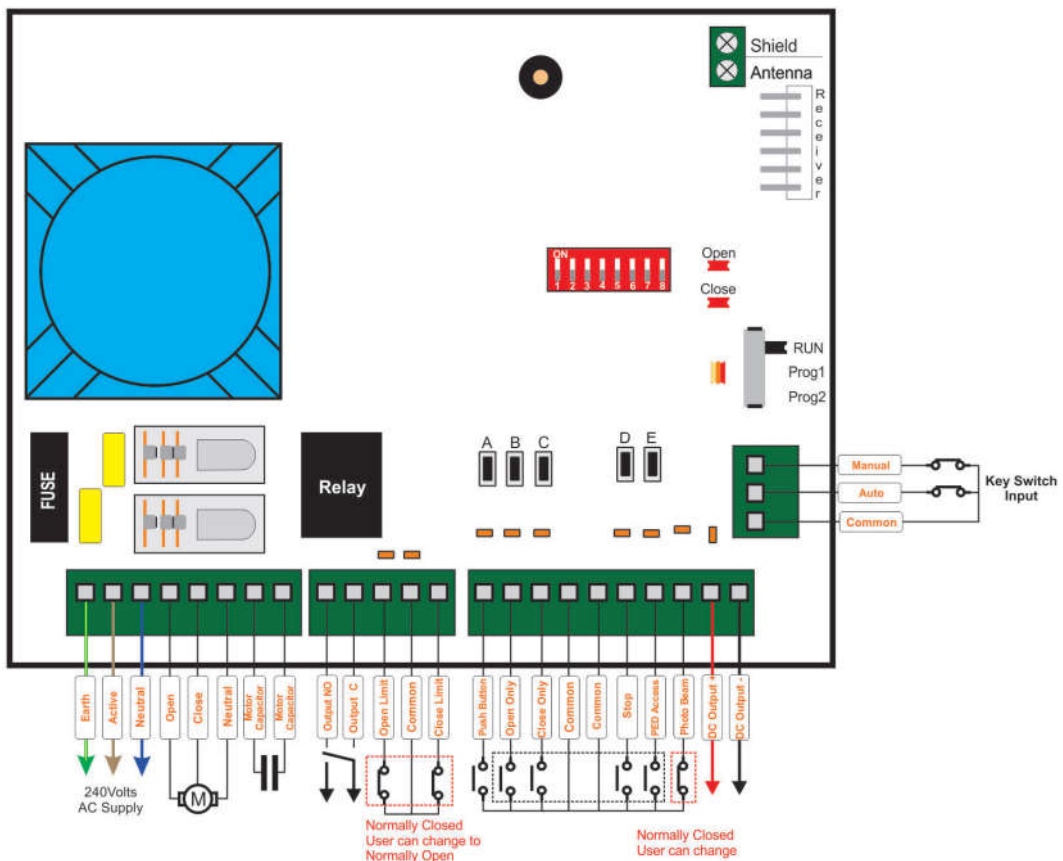 Shield
Antenna
Receiver
ON
1 2 3 4 5 6 7 8
Open
Close
RUN
Prog1
Prog2
FUSE
Relay
A B C
D E
Manual
Auto
Common
Key Switch
Input
Earth
Active
Neutral
Open
Close
Neutral
Motor
Capacitor
Motor
Capacitor
Output NO
Output C
Open Limit
Common
Close Limit
Push Button
Open Only
Close Only
Common
Common
Stop
PED Access
Photo Beam
DC Output +
DC Output -
240Volts
AC Supply
M
Normally Closed
User can change to
Normally Open
Normally Closed
User can change